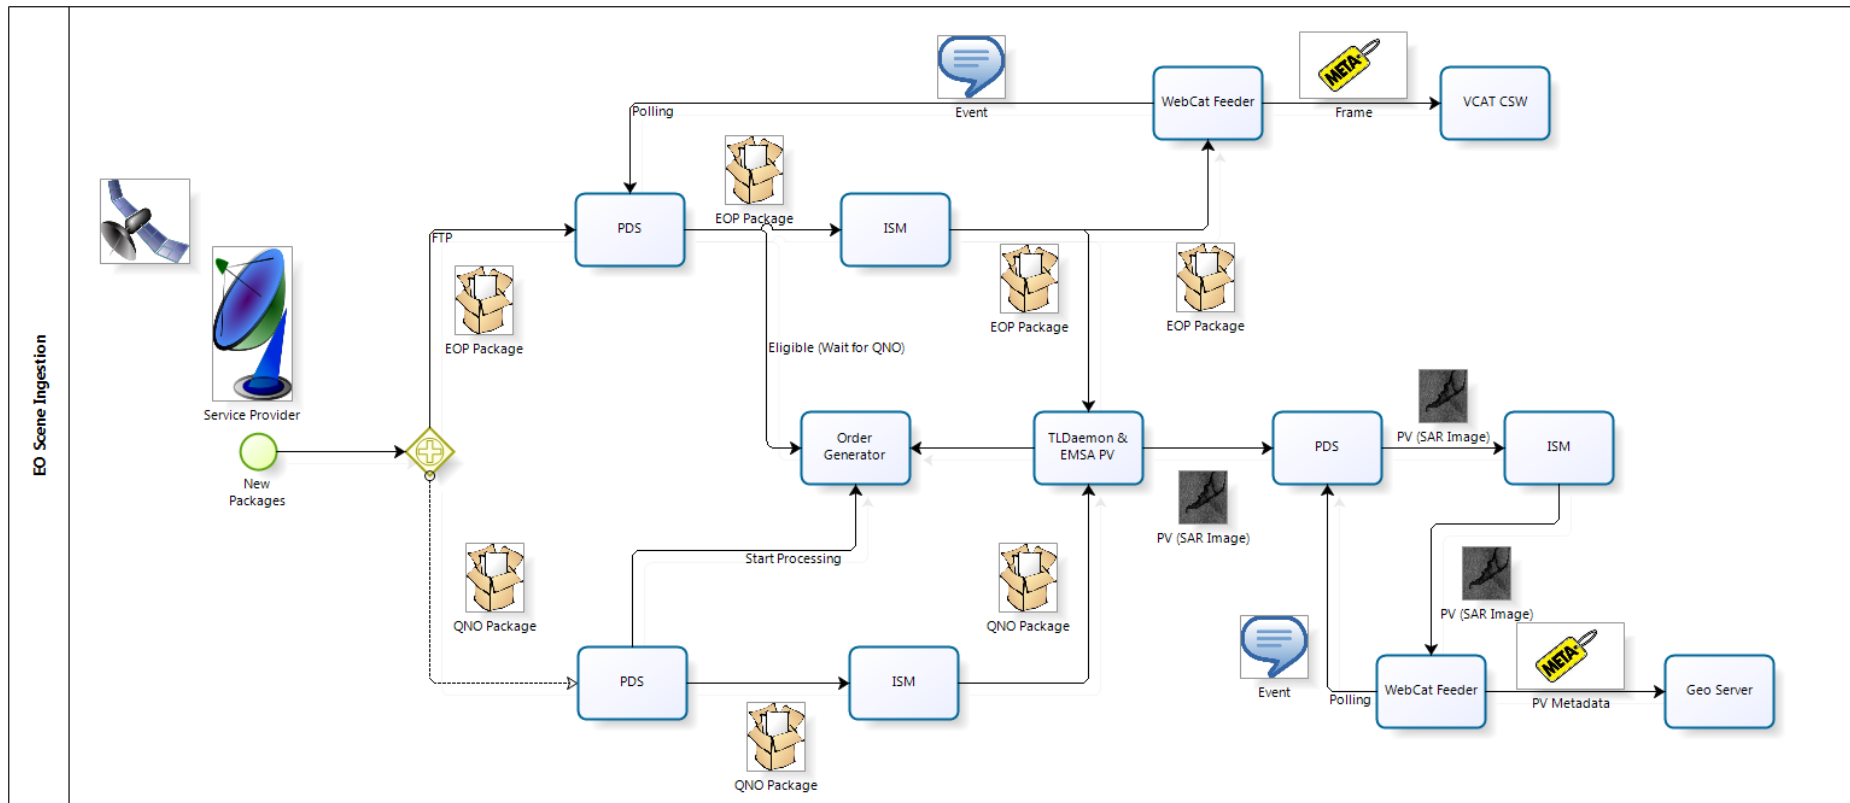 EO Scene Ingestion
Event
META
Frame
WebCat Feeder
VCAT CSW
Polling
EOP Package
PDS
ISM
FTP
EOP Package
EOP Package
EOP Package
Eligible (Wait for QNO)
Service Provider
New
Packages
Order
Generator
TLDaemon &
EMSA PV
PDS
PV (SAR Image)
ISM
PV (SAR Image)
Start Processing
QNO Package
QNO Package
PV (SAR Image)
PDS
ISM
QNO Package
Event
Polling
WebCat Feeder
META
PV Metadata
Geo Server